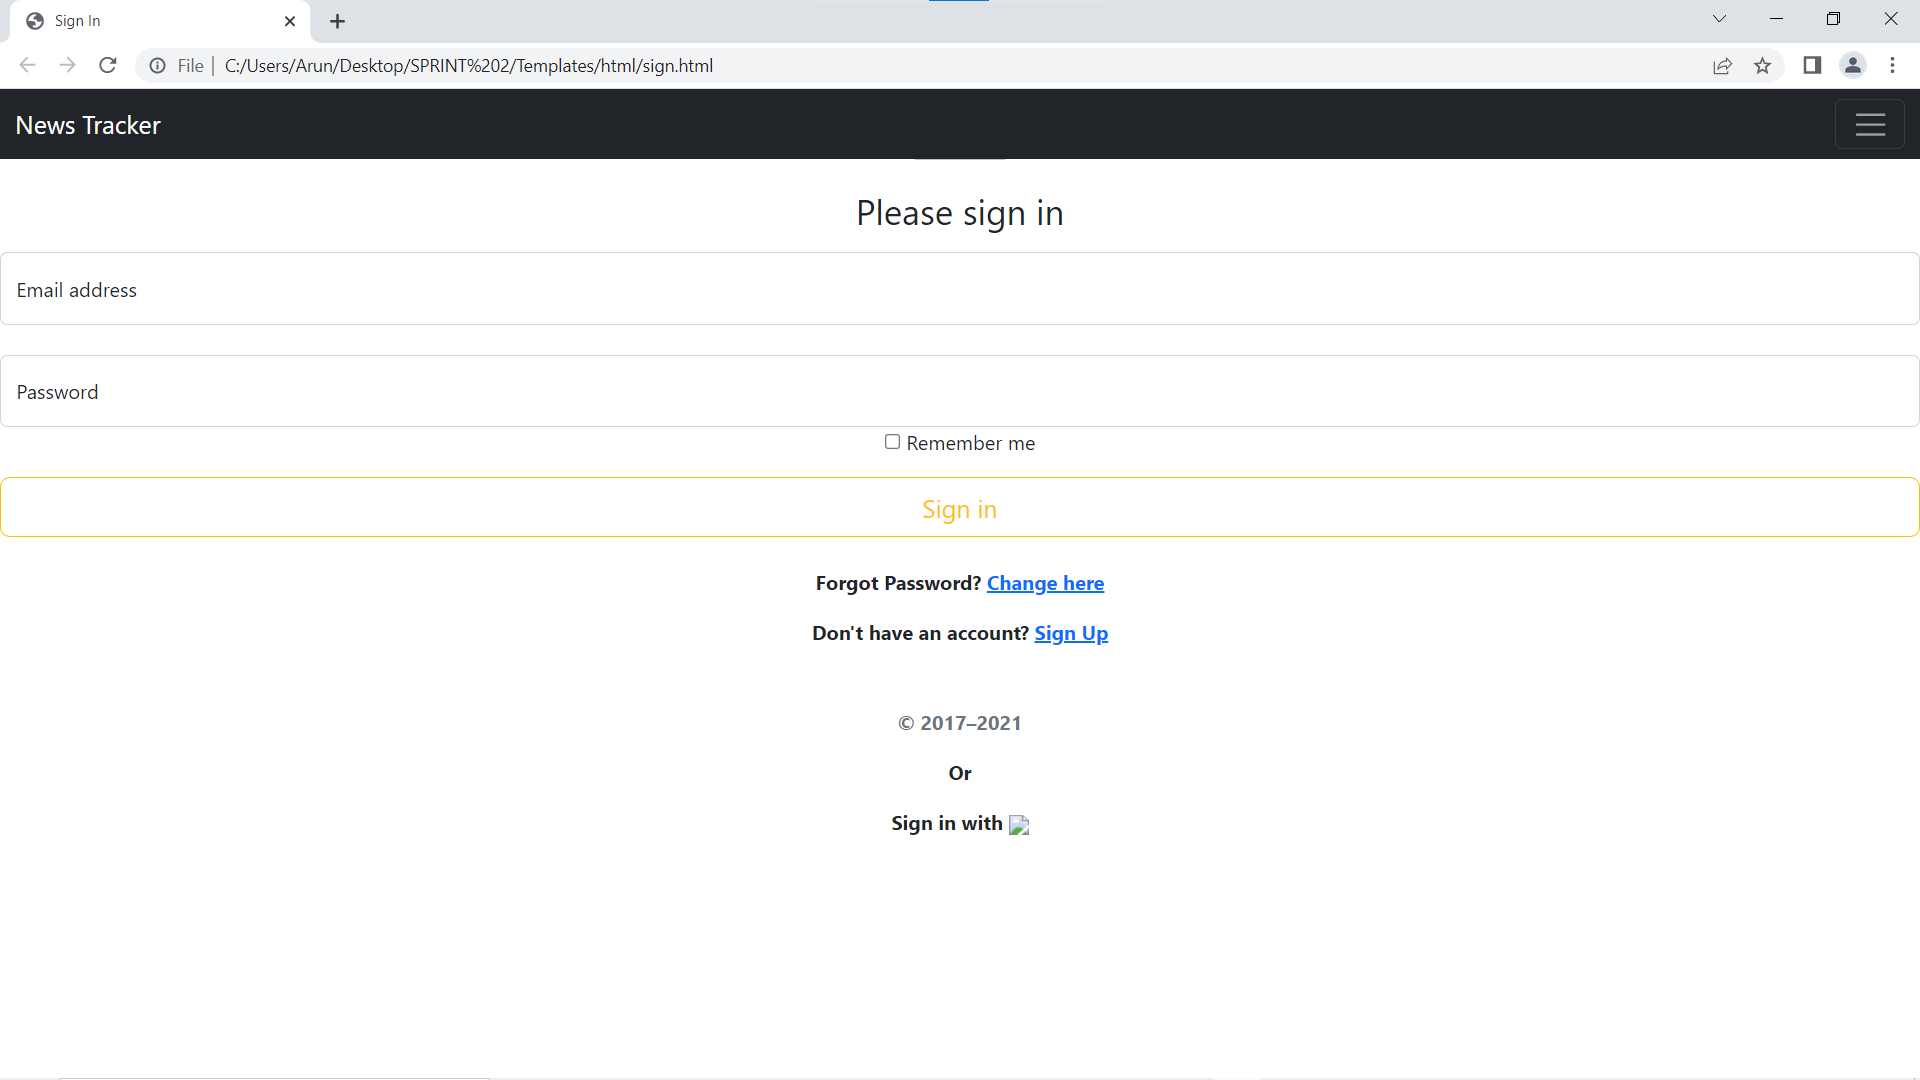 Sign In
File | C:/Users/Arun/Desktop/SPRINT%202/Templates/html/sign.html
News Tracker
Please sign in
Email address
Password
Remember me
Sign in
Forgot Password? Change here
Don't have an account? Sign Up
© 2017–2021
Or
Sign in with